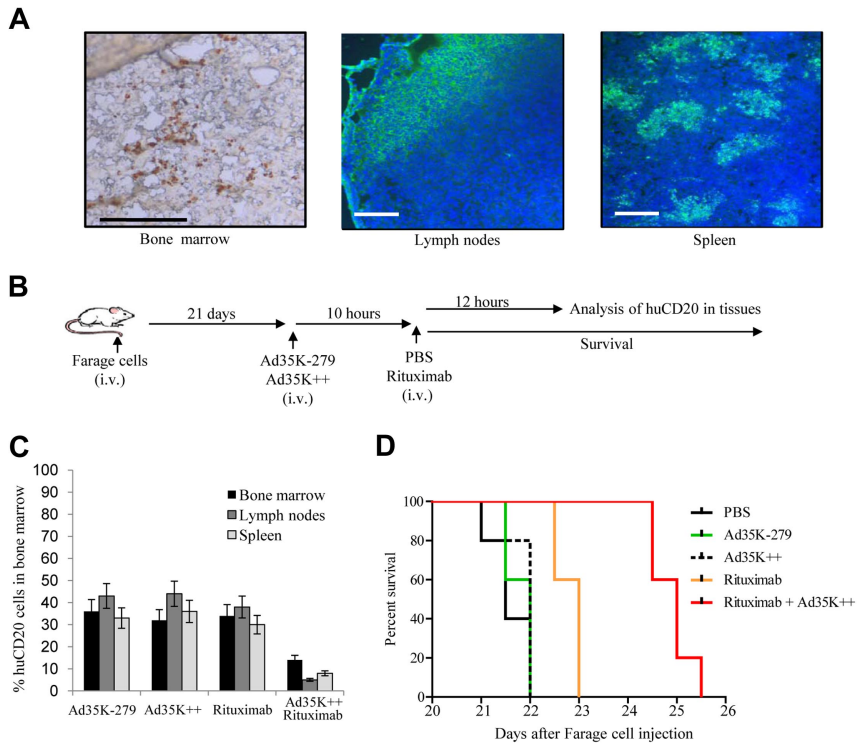 A
Bone marrow
Lymph nodes
Spleen
B
21 days
10 hours
12 hours
Analysis of huCD20 in tissues
Survival
Farage cells
(i.v.)
Ad35K-279
Ad35K++
(i.v.)
PBS
Rituximab
(i.v.)
C
% huCD20 cells in bone marrow
100
90
80
70
60
50
40
30
20
10
0
Bone marrow
Lymph nodes
Spleen
Ad35K-279
Ad35K++
Rituximab
Ad35K++
Rituximab
D
Percent survival
100
80
60
40
20
0
20
21
22
23
24
25
26
Days after Farage cell injection
PBS
Ad35K-279
Ad35K++
Rituximab
Rituximab + Ad35K++